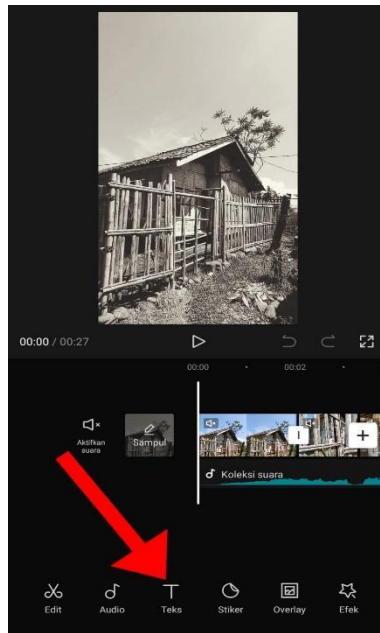 00:00 / 00:27
00:00
00:02
Aktifkan
suara
Sampul
Koleksi suara
Edit
Audio
Teks
Stiker
Overlay
Efek